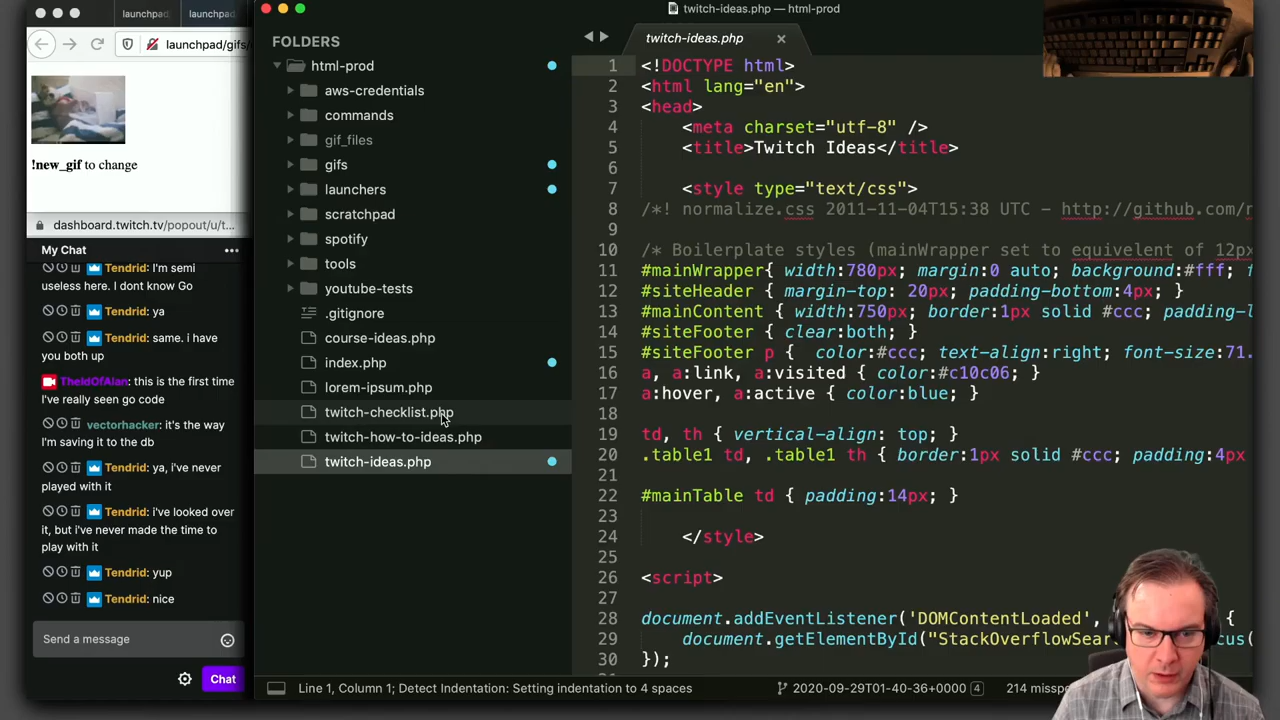 launchpad
launchpad
launchpad/gifs/
!new_gif to change
dashboard.twitch.tv/popout/u/t...
My Chat
Tendrid: I'm semi
useless here. I dont know Go
Tendrid: ya
Tendrid: same. i have
you both up
TheIdOfAlan: this is the first time
I've really seen go code
vectorhacker: it's the way
I'm saving it to the db
Tendrid: ya, i've never
played with it
Tendrid: i've looked over
it, but i've never made the time to
play with it
Tendrid: yup
Tendrid: nice
Send a message
Chat
FOLDERS
html-prod
aws-credentials
commands
gif_files
gifs
launchers
scratchpad
spotify
tools
youtube-tests
.gitignore
course-ideas.php
index.php
lorem-ipsum.php
twitch-checklist.php
twitch-how-to-ideas.php
twitch-ideas.php
twitch-ideas.php — html-prod
twitch-ideas.php
1 <!DOCTYPE html>
2 <html lang="en">
3 <head>
4 <meta charset="utf-8" />
5 <title>Twitch Ideas</title>
6
7 <style type="text/css">
8 /*! normalize.css 2011-11-04T15:38 UTC - http://github.com/n
9
10 /* Boilerplate styles (mainWrapper set to equivelent of 12px
11 #mainWrapper{ width:780px; margin:0 auto; background:#fff; f
12 #siteHeader { margin-top: 20px; padding-bottom:4px; }
13 #mainContent { width:750px; border:1px solid #ccc; padding-l
14 #siteFooter { clear:both; }
15 #siteFooter p { color:#ccc; text-align:right; font-size:71.
16 a, a:link, a:visited { color:#c10c06; }
17 a:hover, a:active { color:blue; }
18
19 td, th { vertical-align: top; }
20 .table1 td, .table1 th { border:1px solid #ccc; padding:4px
21
22 #mainTable td { padding:14px; }
23
24 </style>
25
26 <script>
27
28 document.addEventListener('DOMContentLoaded', {
29 document.getElementById("StackOverflowSear cus(
30 });
Line 1, Column 1; Detect Indentation: Setting indentation to 4 spaces
2020-09-29T01-40-36+0000 4
214 missp